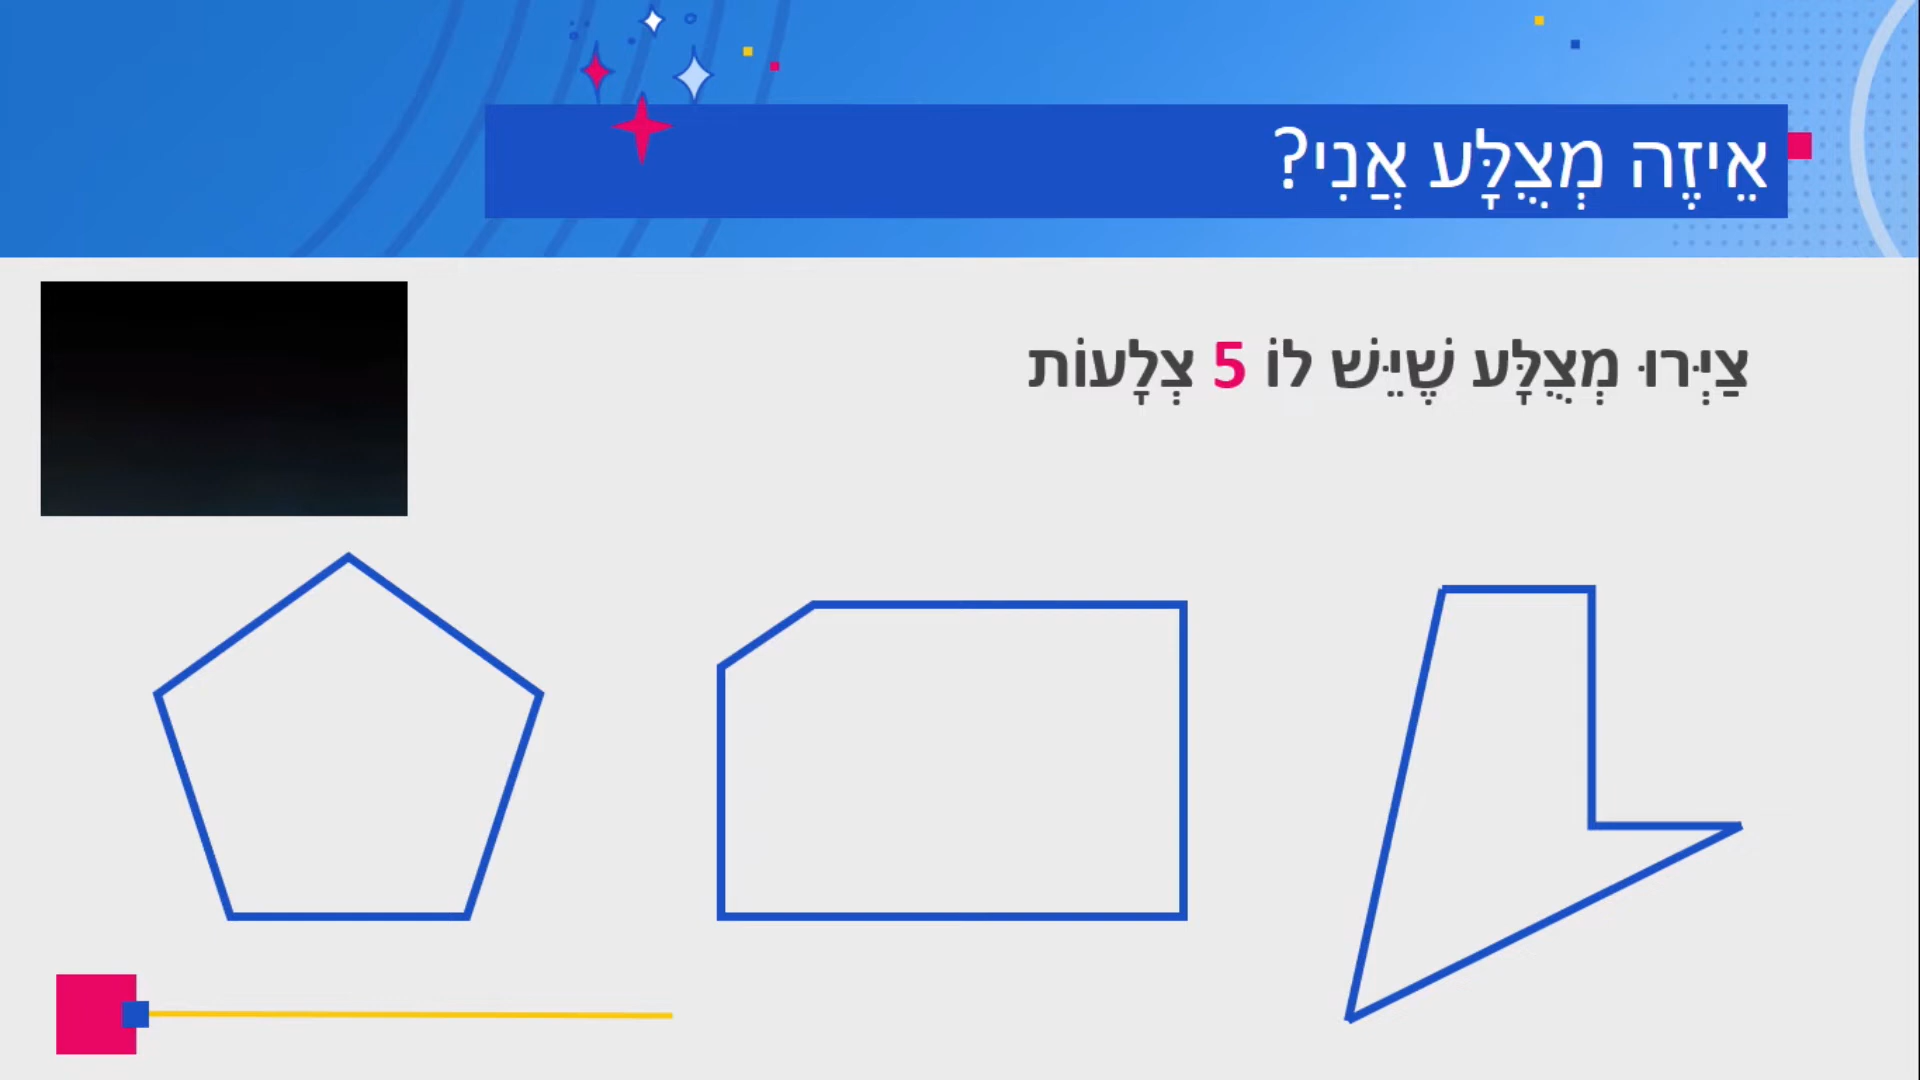 אֵיזֶה מְצֻלָּע אֲנִי?
צַיְּרוּ מְצֻלָּע שֶׁיֵּשׁ לוֹ 5 צְלָעוֹת